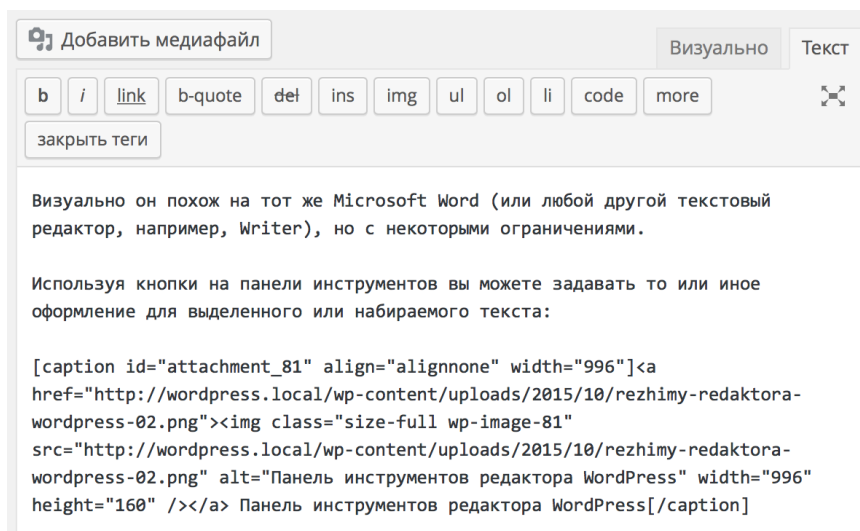 Добавить медиафайл
Визуально Текст
b i link b-quote del ins img ul ol li code more
закрыть теги
Визуально он похож на тот же Microsoft Word (или любой другой текстовый
редактор, например, Writer), но с некоторыми ограничениями.
Используя кнопки на панели инструментов вы можете задавать то или иное
оформление для выделенного или набираемого текста:
[caption id="attachment_81" align="alignnone" width="996"]<a
href="http://wordpress.local/wp-content/uploads/2015/10/rezhimy-redaktora-
wordpress-02.png"><img class="size-full wp-image-81"
src="http://wordpress.local/wp-content/uploads/2015/10/rezhimy-redaktora-
wordpress-02.png" alt="Панель инструментов редактора WordPress" width="996"
height="160" /></a> Панель инструментов редактора WordPress[/caption]